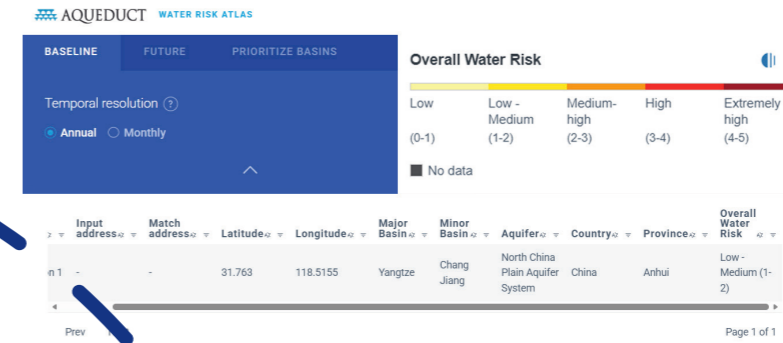 AQUEDUCT WATER RISK ATLAS
BASELINE FUTURE PRIORITIZE BASINS
Temporal resolution ?
Annual Monthly
Overall Water Risk
Low Low - Medium Medium-high High Extremely high
(0-1) (1-2) (2-3) (3-4) (4-5)
No data
Input address Match address Latitude Longitude Major Basin Minor Basin Aquifer Country Province Overall Water Risk
n 1 - - 31.763 118.5155 Yangtze Chang Jiang North China Plain Aquifer System China Anhui Low - Medium (1-2)
Prev
Page 1 of 1